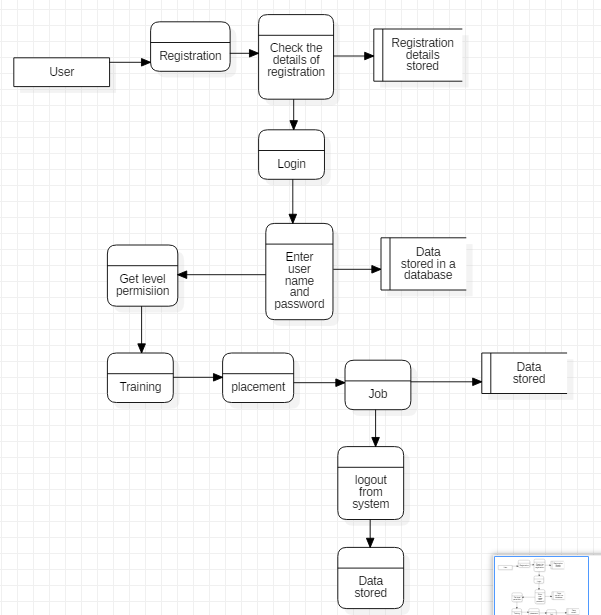 User
Registration
Check the
details of
registration
Registration
details
stored
Login
Enter
user
name
and
password
Data
stored in a
database
Get level
permisiion
Training
placement
Job
Data
stored
logout
from
system
Data
stored